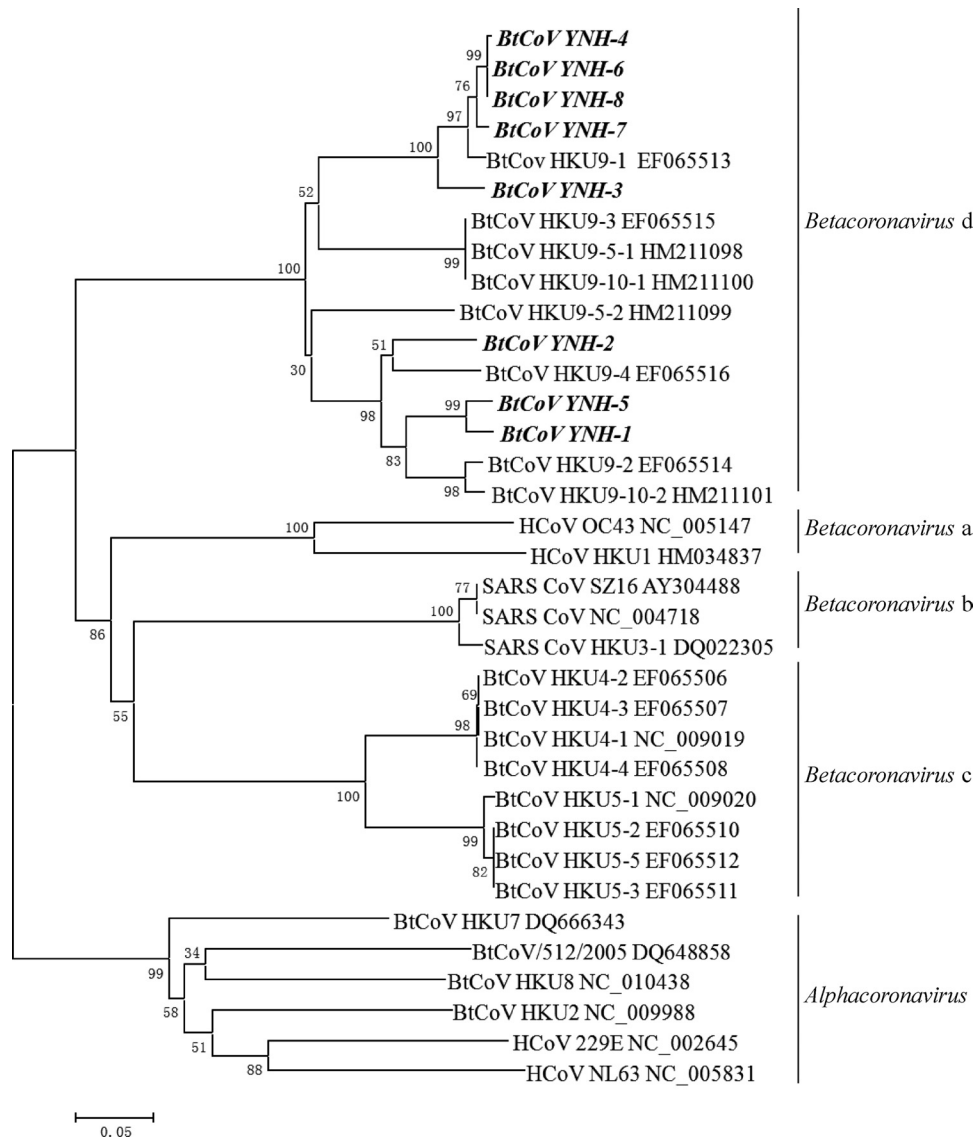 99
BtCoV YNH-4
BtCoV YNH-6
76
BtCoV YNH-8
97
BtCoV YNH-7
100
BtCov HKU9-1 EF065513
BtCoV YNH-3
52
BtCoV HKU9-3 EF065515
Betacoronavirus d
BtCoV HKU9-5-1 HM211098
100
99
BtCoV HKU9-10-1 HM211100
BtCoV HKU9-5-2 HM211099
51
BtCoV YNH-2
30
BtCoV HKU9-4 EF065516
99
BtCoV YNH-5
98
BtCoV YNH-1
83
BtCoV HKU9-2 EF065514
98
BtCoV HKU9-10-2 HM211101
100
HCoV OC43 NC_005147
Betacoronavirus a
HCoV HKU1 HM034837
77
SARS CoV SZ16 AY304488
100
SARS CoV NC_004718
Betacoronavirus b
86
SARS CoV HKU3-1 DQ022305
69
BtCoV HKU4-2 EF065506
55
BtCoV HKU4-3 EF065507
98
BtCoV HKU4-1 NC_009019
BtCoV HKU4-4 EF065508
Betacoronavirus c
100
BtCoV HKU5-1 NC_009020
BtCoV HKU5-2 EF065510
99
BtCoV HKU5-5 EF065512
82
BtCoV HKU5-3 EF065511
BtCoV HKU7 DQ666343
34
BtCoV/512/2005 DQ648858
99
BtCoV HKU8 NC_010438
Alphacoronavirus
58
BtCoV HKU2 NC_009988
51
HCoV 229E NC_002645
88
HCoV NL63 NC_005831
0.05